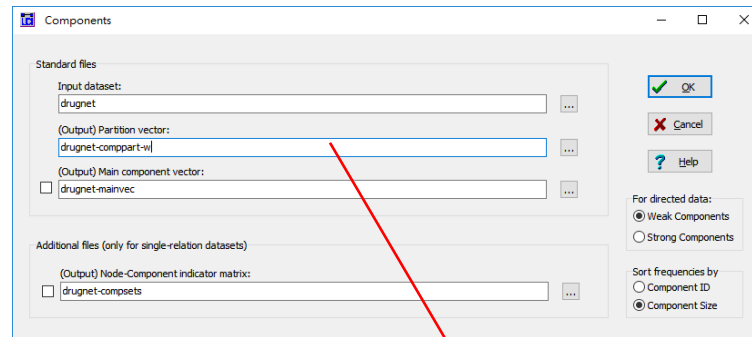 Components
Standard files
Input dataset:
drugnet
...
(Output) Partition vector:
drugnet-comppart-w
...
(Output) Main component vector:
drugnet-mainvec
...
Additional files (only for single-relation datasets)
(Output) Node-Component indicator matrix:
drugnet-compsets
...
OK
Cancel
? Help
For directed data:
Weak Components
Strong Components
Sort frequencies by
Component ID
Component Size